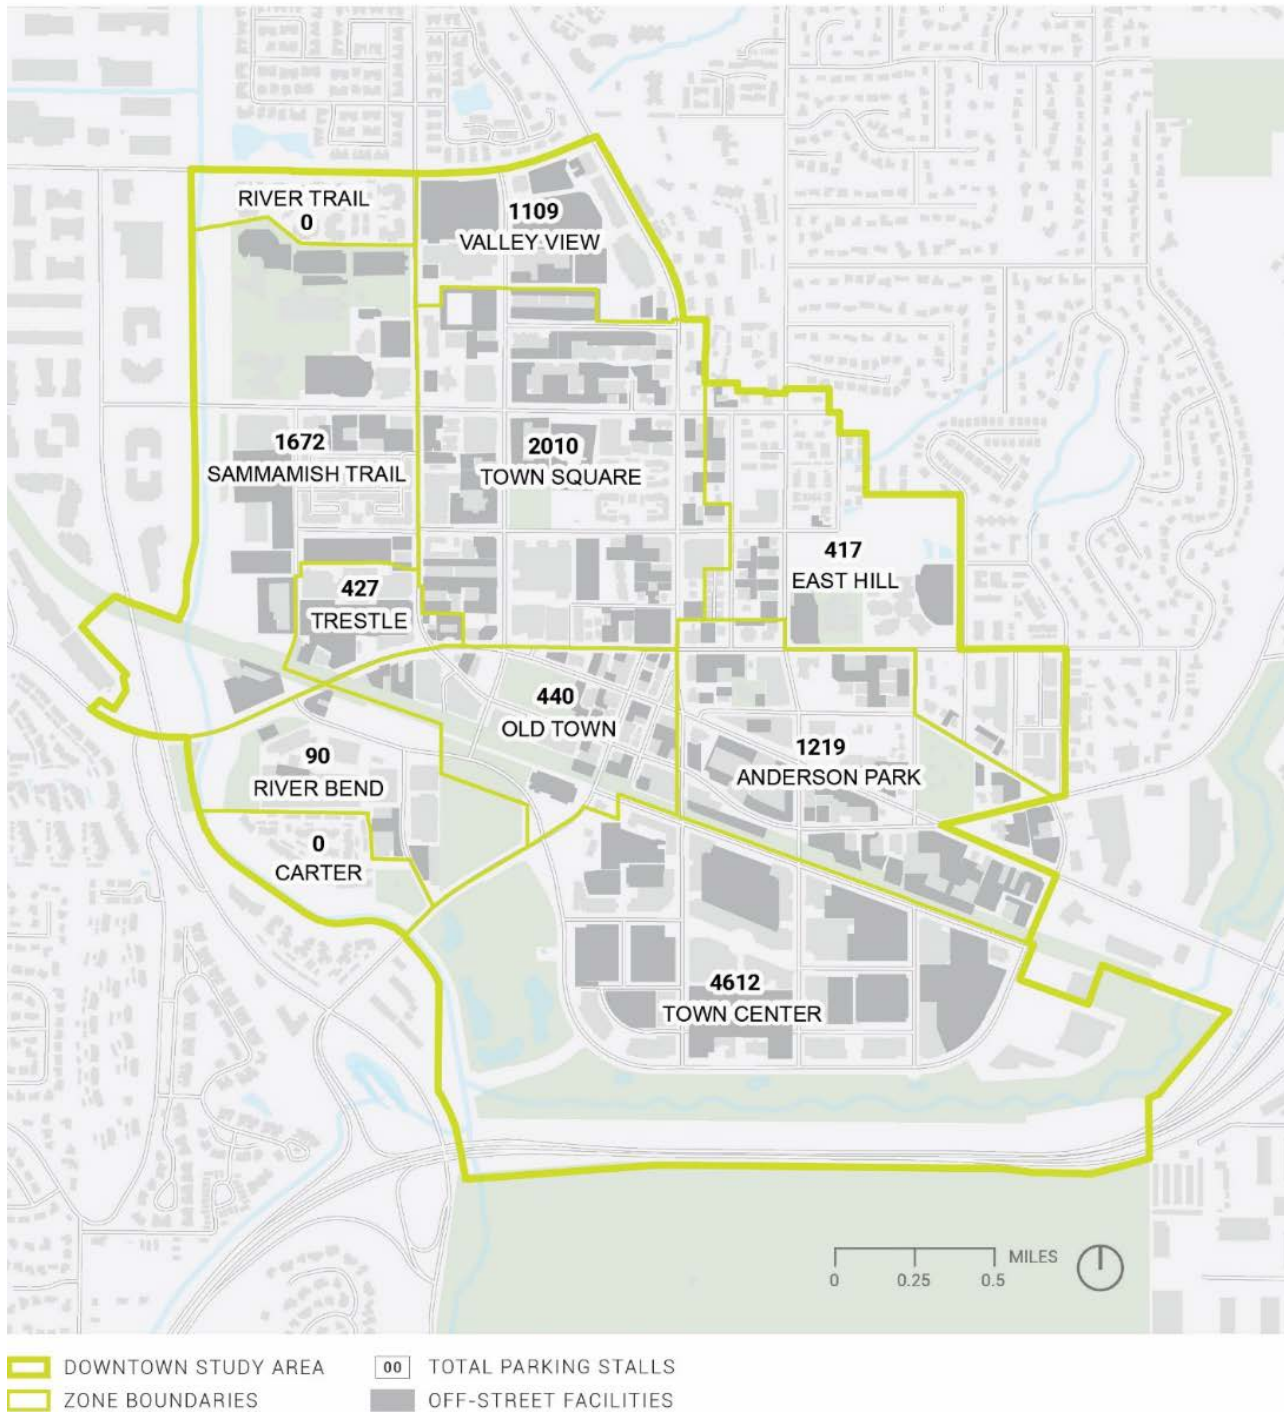 RIVER TRAIL
0
1109
VALLEY VIEW
1672
SAMMAMISH TRAIL
2010
TOWN SQUARE
417
EAST HILL
427
TRESTLE
440
OLD TOWN
90
RIVER BEND
1219
ANDERSON PARK
0
CARTER
4612
TOWN CENTER
MILES
0 0.25 0.5
DOWNTOWN STUDY AREA
00 TOTAL PARKING STALLS
ZONE BOUNDARIES
OFF-STREET FACILITIES